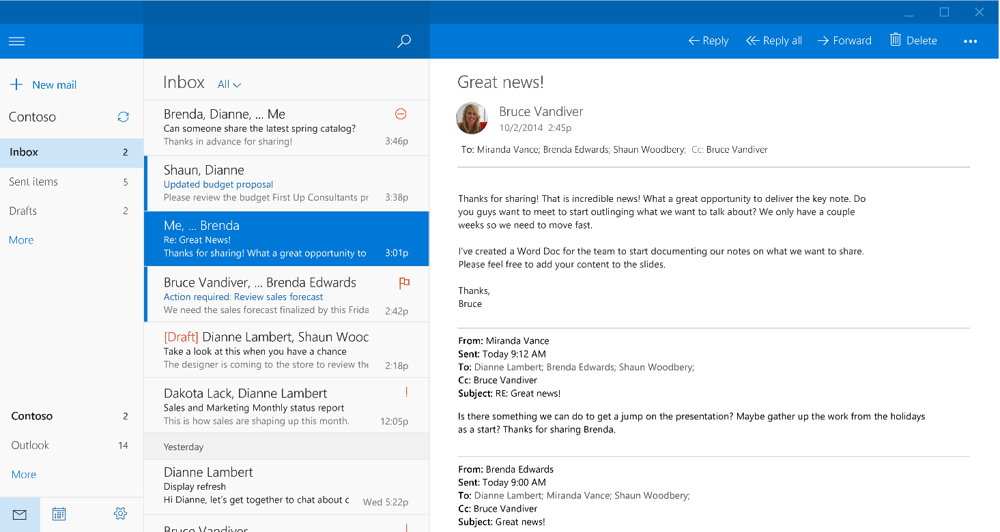 Reply
Reply all
Forward
Delete
New mail
Contoso
Inbox 2
Sent items 5
Drafts 2
More
Contoso 2
Outlook 14
More
Inbox All
Brenda, Dianne, ... Me
Can someone share the latest spring catalog?
Thanks in advance for sharing! 3:46p
Shaun, Dianne
Updated budget proposal
Please review the budget First Up Consultants pr 3:38p
Me, ... Brenda
Re: Great News!
Thanks for sharing! What a great opportunity to 3:01p
Bruce Vandiver, ... Brenda Edwards
Action required: Review sales forecast
We need the sales forecast finalized by this Frida 2:42p
[Draft] Dianne Lambert, Shaun Wood
Take a look at this when you have a chance
The designer is coming to the store to review the 2:18p
Dakota Lack, Dianne Lambert !
Sales and Marketing Monthly status report
This is how sales are shaping up this month. 12:05p
Yesterday
Dianne Lambert
Display refresh
Hi Dianne, let's get together to chat about c Wed 5:22p
Bruce Vandiver !
Great news!
Bruce Vandiver
10/2/2014 2:45p
To: Miranda Vance; Brenda Edwards; Shaun Woodbery; Cc: Bruce Vandiver
Thanks for sharing! That is incredible news! What a great opportunity to deliver the key note. Do
you guys want to meet to start outlinging what we want to talk about? We only have a couple
weeks so we need to move fast.
I've created a Word Doc for the team to start documenting our notes on what we want to share.
Please feel free to add your content to the slides.
Thanks,
Bruce
From: Miranda Vance
Sent: Today 9:12 AM
To: Dianne Lambert; Brenda Edwards; Shaun Woodbery;
Cc: Bruce Vandiver
Subject: RE: Great news!
Is there something we can do to get a jump on the presentation? Maybe gather up the work from the holidays
as a start? Thanks for sharing Brenda.
From: Brenda Edwards
Sent: Today 9:00 AM
To: Dianne Lambert; Miranda Vance; Shaun Woodbery;
Cc: Bruce Vandiver
Subject: Great news!